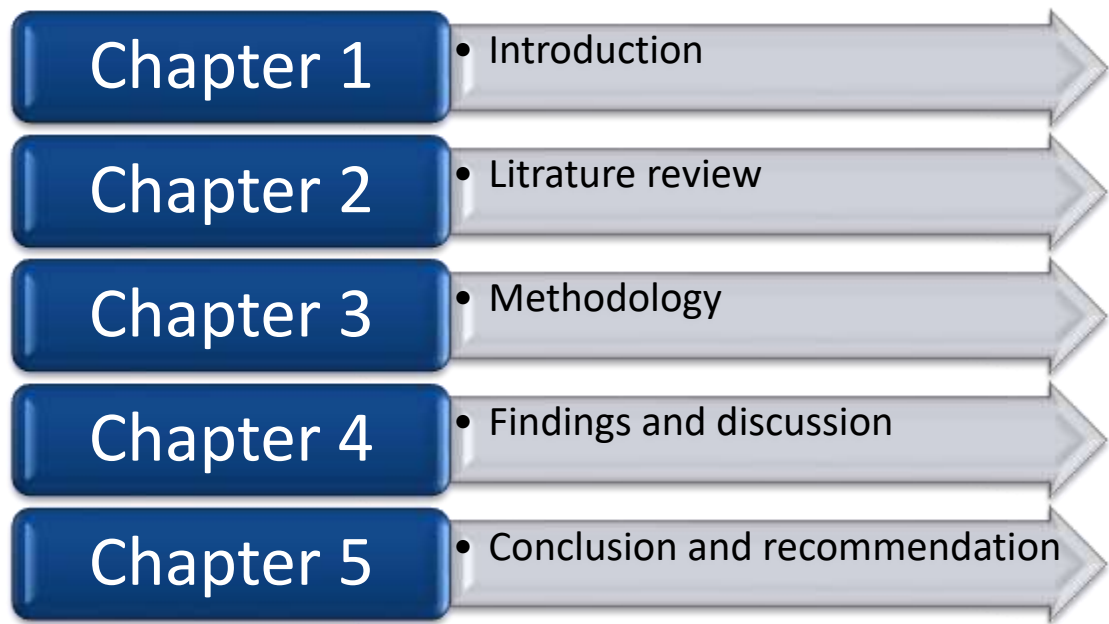 Chapter 1
• Introduction
Chapter 2
• Litrature review
Chapter 3
• Methodology
Chapter 4
• Findings and discussion
Chapter 5
• Conclusion and recommendation